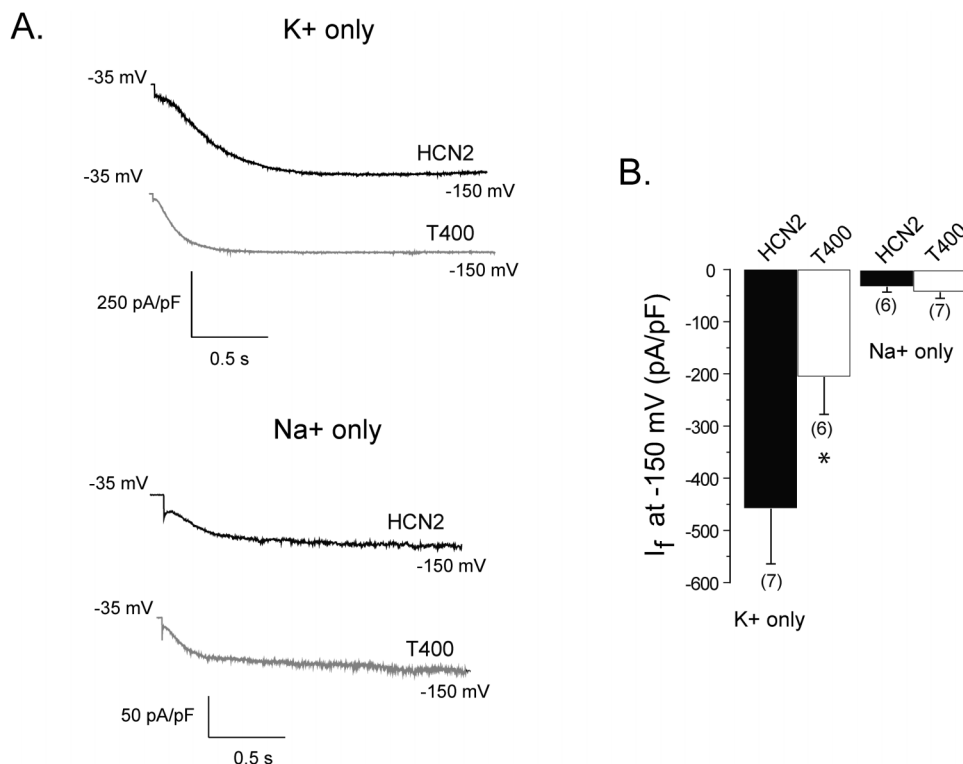 A.
K+ only
-35 mV
HCN2
-150 mV
-35 mV
T400
-150 mV
250 pA/pF
0.5 s
Na+ only
-35 mV
HCN2
-150 mV
-35 mV
T400
-150 mV
50 pA/pF
0.5 s
B.
HCN2 T400 HCN2 T400
If at -150 mV (pA/pF)
0
-100
-200
-300
-400
-500
-600
(6) (7)
Na+ only
(6)
*
(7)
K+ only